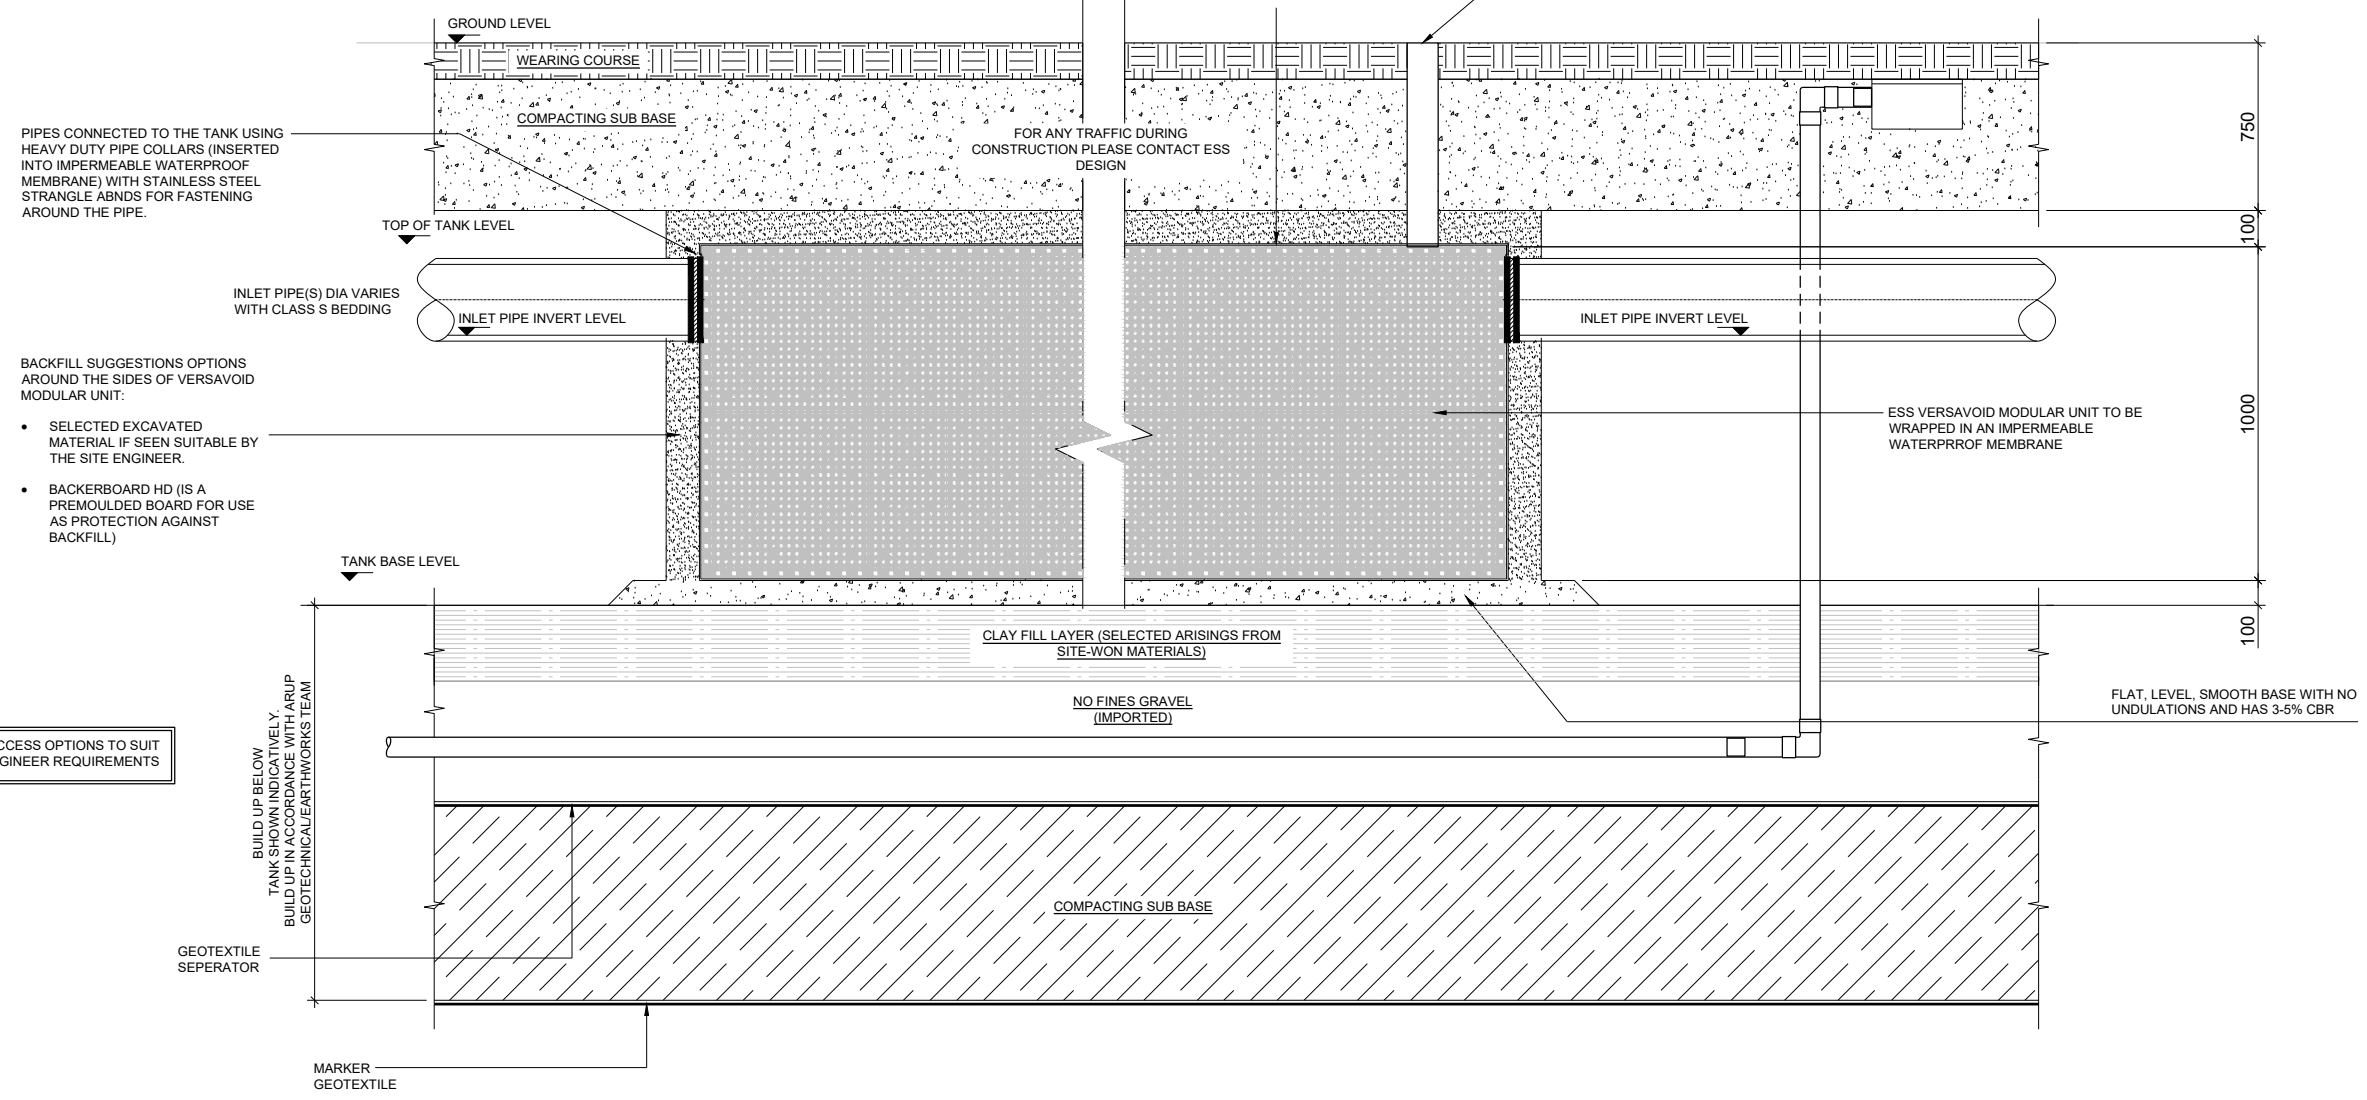 GROUND LEVEL
WEARING COURSE
COMPACTING SUB BASE
PIPES CONNECTED TO THE TANK USING
HEAVY DUTY PIPE COLLARS (INSERTED
INTO IMPERMEABLE WATERPROOF
MEMBRANE) WITH STAINLESS STEEL
STRANGLE ABNDS FOR FASTENING
AROUND THE PIPE.
FOR ANY TRAFFIC DURING
CONSTRUCTION PLEASE CONTACT ESS
DESIGN
750
100
TOP OF TANK LEVEL
INLET PIPE(S) DIA VARIES
WITH CLASS S BEDDING
INLET PIPE INVERT LEVEL
INLET PIPE INVERT LEVEL
BACKFILL SUGGESTIONS OPTIONS
AROUND THE SIDES OF VERSAVOID
MODULAR UNIT:
• SELECTED EXCAVATED
MATERIAL IF SEEN SUITABLE BY
THE SITE ENGINEER.
• BACKERBOARD HD (IS A
PREMOULDED BOARD FOR USE
AS PROTECTION AGAINST
BACKFILL)
ESS VERSAVOID MODULAR UNIT TO BE
WRAPPED IN AN IMPERMEABLE
WATERPRROF MEMBRANE
1000
TANK BASE LEVEL
100
CLAY FILL LAYER (SELECTED ARISINGS FROM
SITE-WON MATERIALS)
NO FINES GRAVEL
(IMPORTED)
FLAT, LEVEL, SMOOTH BASE WITH NO
UNDULATIONS AND HAS 3-5% CBR
CCESS OPTIONS TO SUIT
GINEER REQUIREMENTS
BUILD UP BELOW
TANK SHOWN INDICATIVELY.
BUILD UP IN ACCORDANCE WITH ARUP
GEOTECHNICAL/EARTHWORKS TEAM
COMPACTING SUB BASE
GEOTEXTILE
SEPERATOR
MARKER
GEOTEXTILE